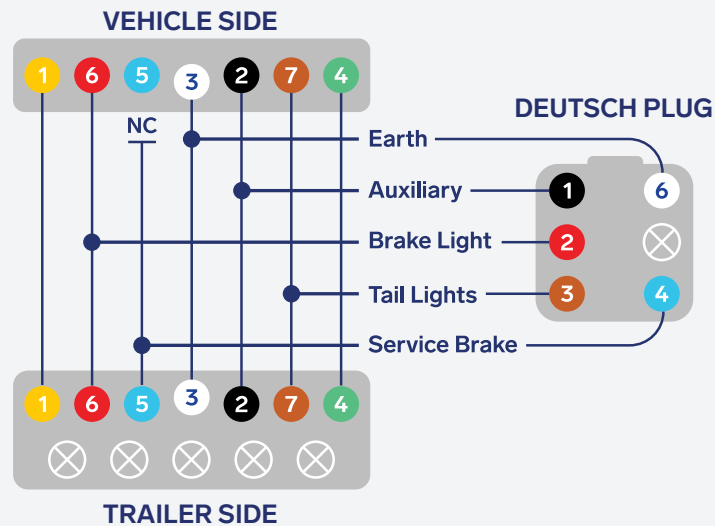 VEHICLE SIDE
1 6 5 3 2 7 4
NC
DEUTSCH PLUG
Earth
Auxiliary
Brake Light
Tail Lights
Service Brake
1 6
2
3 4
1 6 5 3 2 7 4
TRAILER SIDE